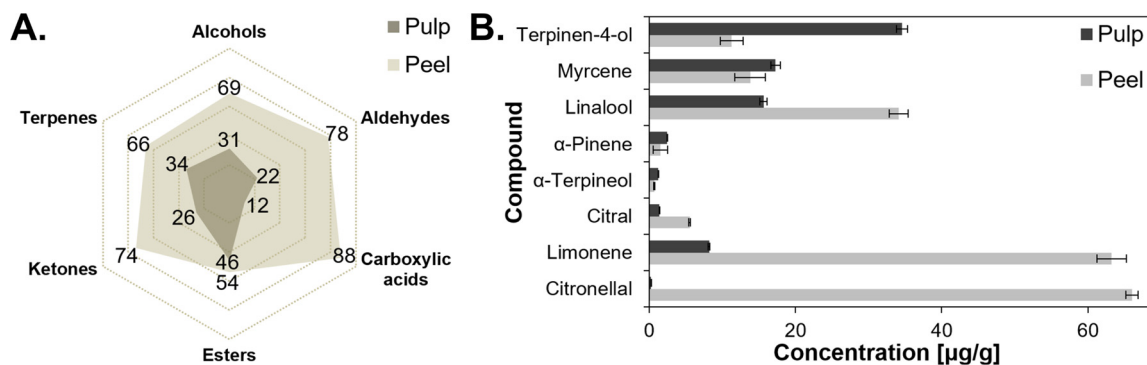 A.
Pulp
Peel
Alcohols
Aldehydes
Carboxylic
acids
Esters
Ketones
Terpenes
69
78
88
54
74
66
31
22
12
46
26
34
B.
Pulp
Peel
Compound
Terpinen-4-ol
Myrcene
Linalool
α-Pinene
α-Terpineol
Citral
Limonene
Citronellal
0 20 40 60
Concentration [µg/g]